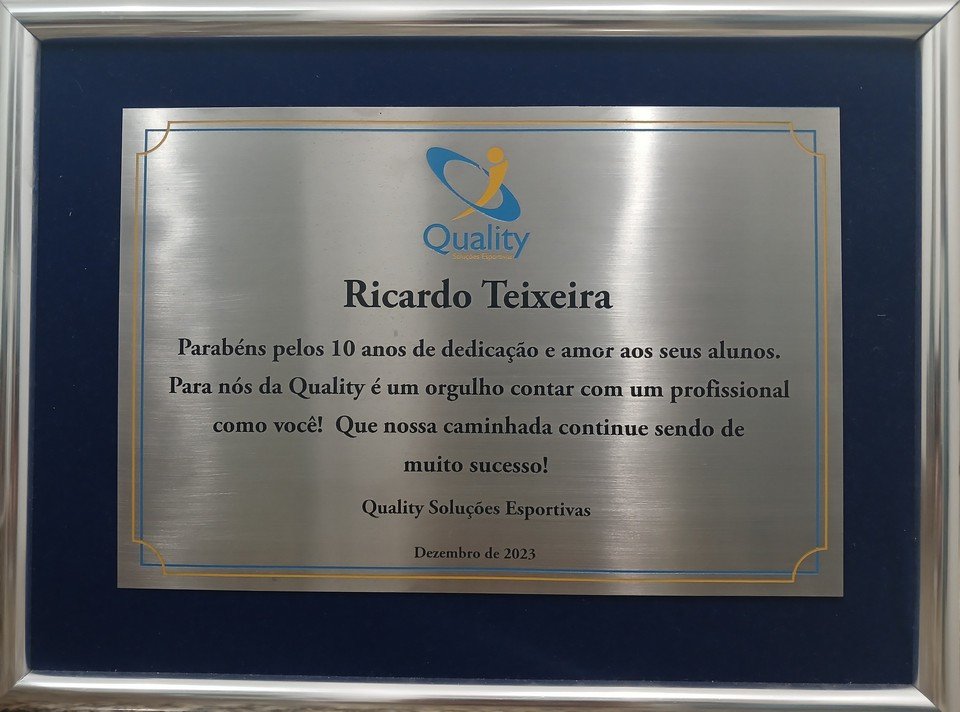 Quality
Soluções Esportivas
Ricardo Teixeira
Parabéns pelos 10 anos de dedicação e amor aos seus alunos.
Para nós da Quality é um orgulho contar com um profissional
como você! Que nossa caminhada continue sendo de
muito sucesso!
Quality Soluções Esportivas
Dezembro de 2023